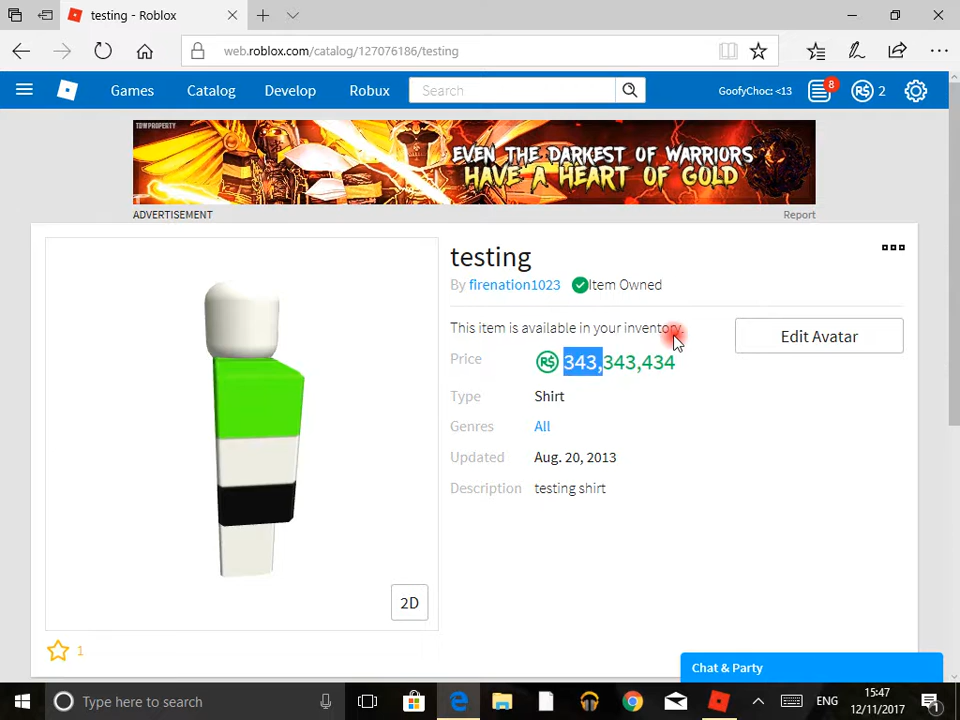 testing - Roblox
web.roblox.com/catalog/127076186/testing
Games
Catalog
Develop
Robux
Search
GoofyChoc: <13
8
R$ 2
TDWPROPERTY
EVEN THE DARKEST OF WARRIORS
HAVE A HEART OF GOLD
ADVERTISEMENT
Report
testing
By firenation1023
Item Owned
This item is available in your inventory.
Edit Avatar
Price
R$ 343,343,434
Type
Shirt
Genres
All
Updated
Aug. 20, 2013
Description
testing shirt
2D
1
Chat & Party
Type here to search
ENG
15:47
12/11/2017
1